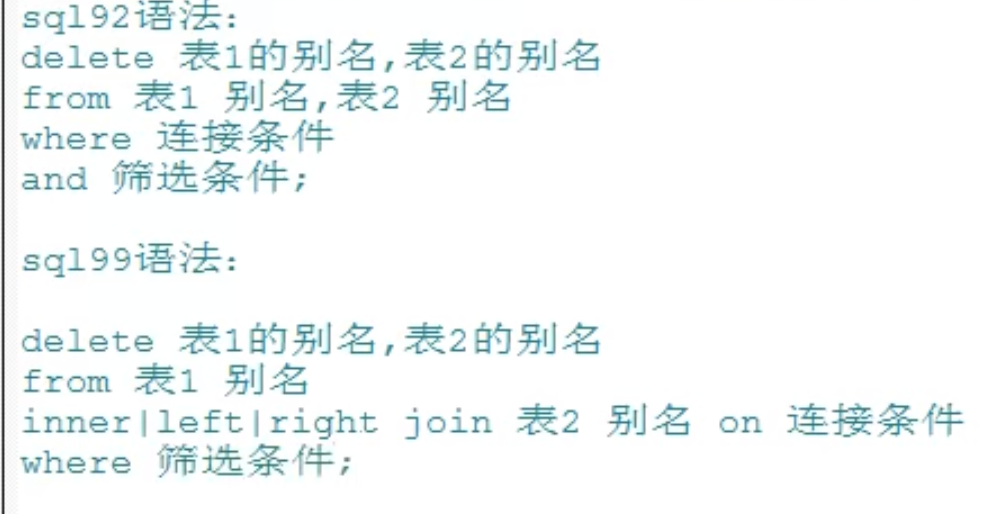 sql92语法:
delete 表1的别名,表2的别名
from 表1 别名,表2 别名
where 连接条件
and 筛选条件;
sql99语法:
delete 表1的别名,表2的别名
from 表1 别名
inner|left|right join 表2 别名 on 连接条件
where 筛选条件;